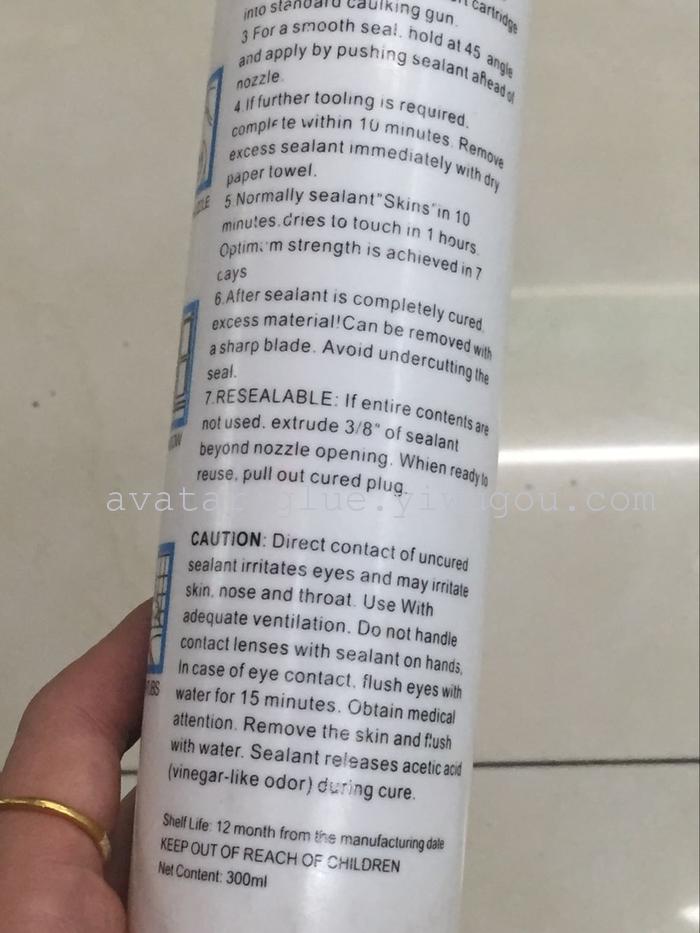 cartridge
into standard caulking gun.
3 For a smooth seal. hold at 45 angle
and apply by pushing sealant aRead of
nozzle.
4.If further tooling is required.
complete within 10 minutes. Remove
excess sealant immediately with dry
paper towel.
5.Normally sealant"Skins"in 10
minutes.dries to touch in 1 hours.
Optimum strength is achieved in 7
cays
6.After sealant is completely cured.
excess material!Can be removed with
a sharp blade. Avoid undercutting the
seal.
7.RESEALABLE: If entire contents are
not used. extrude 3/8" of sealant
beyond nozzle opening. Whien ready to
reuse, pull out cured plug.
avatar-glue.yiwugou.com
CAUTION: Direct contact of uncured
sealant irritates eyes and may irritate
skin, nose and throat. Use With
adequate ventilation. Do not handle
contact lenses with sealant on hands.
In case of eye contact, flush eyes with
water for 15 minutes. Obtain medical
attention. Remove the skin and flush
with water. Sealant releases acetic acid
(vinegar-like odor) during cure.
Shelf Life: 12 month from the manufacturing date
KEEP OUT OF REACH OF CHILDREN
Net Content: 300ml